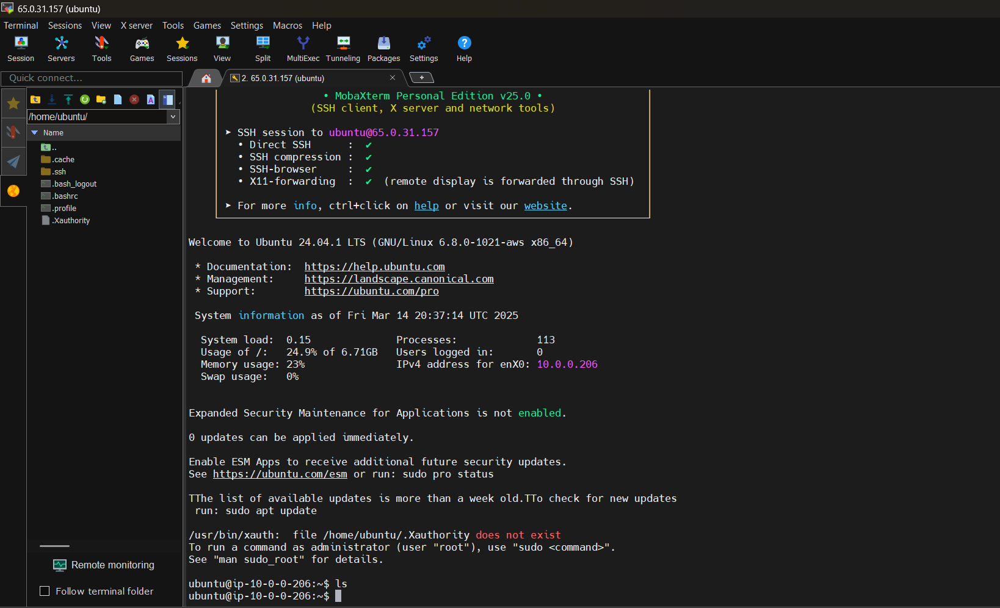 65.0.31.157 (ubuntu)
Terminal Sessions View X server Tools Games Settings Macros Help
Session Servers Tools Games Sessions View Split MultiExec Tunneling Packages Settings Help
Quick connect...
2. 65.0.31.157 (ubuntu)
/home/ubuntu/
Name
..
.cache
.ssh
.bash_logout
.bashrc
.profile
.Xauthority
Remote monitoring
Follow terminal folder
• MobaXterm Personal Edition v25.0 •
(SSH client, X server and network tools)
➤ SSH session to ubuntu@65.0.31.157
• Direct SSH : ✔
• SSH compression : ✔
• SSH-browser : ✔
• X11-forwarding : ✔ (remote display is forwarded through SSH)
➤ For more info, ctrl+click on help or visit our website.
Welcome to Ubuntu 24.04.1 LTS (GNU/Linux 6.8.0-1021-aws x86_64)
* Documentation: https://help.ubuntu.com
* Management: https://landscape.canonical.com
* Support: https://ubuntu.com/pro
System information as of Fri Mar 14 20:37:14 UTC 2025
System load: 0.15 Processes: 113
Usage of /: 24.9% of 6.71GB Users logged in: 0
Memory usage: 23% IPv4 address for enX0: 10.0.0.206
Swap usage: 0%
Expanded Security Maintenance for Applications is not enabled.
0 updates can be applied immediately.
Enable ESM Apps to receive additional future security updates.
See https://ubuntu.com/esm or run: sudo pro status
TThe list of available updates is more than a week old.TTo check for new updates
run: sudo apt update
/usr/bin/xauth: file /home/ubuntu/.Xauthority does not exist
To run a command as administrator (user "root"), use "sudo <command>".
See "man sudo_root" for details.
ubuntu@ip-10-0-0-206:~$ ls
ubuntu@ip-10-0-0-206:~$